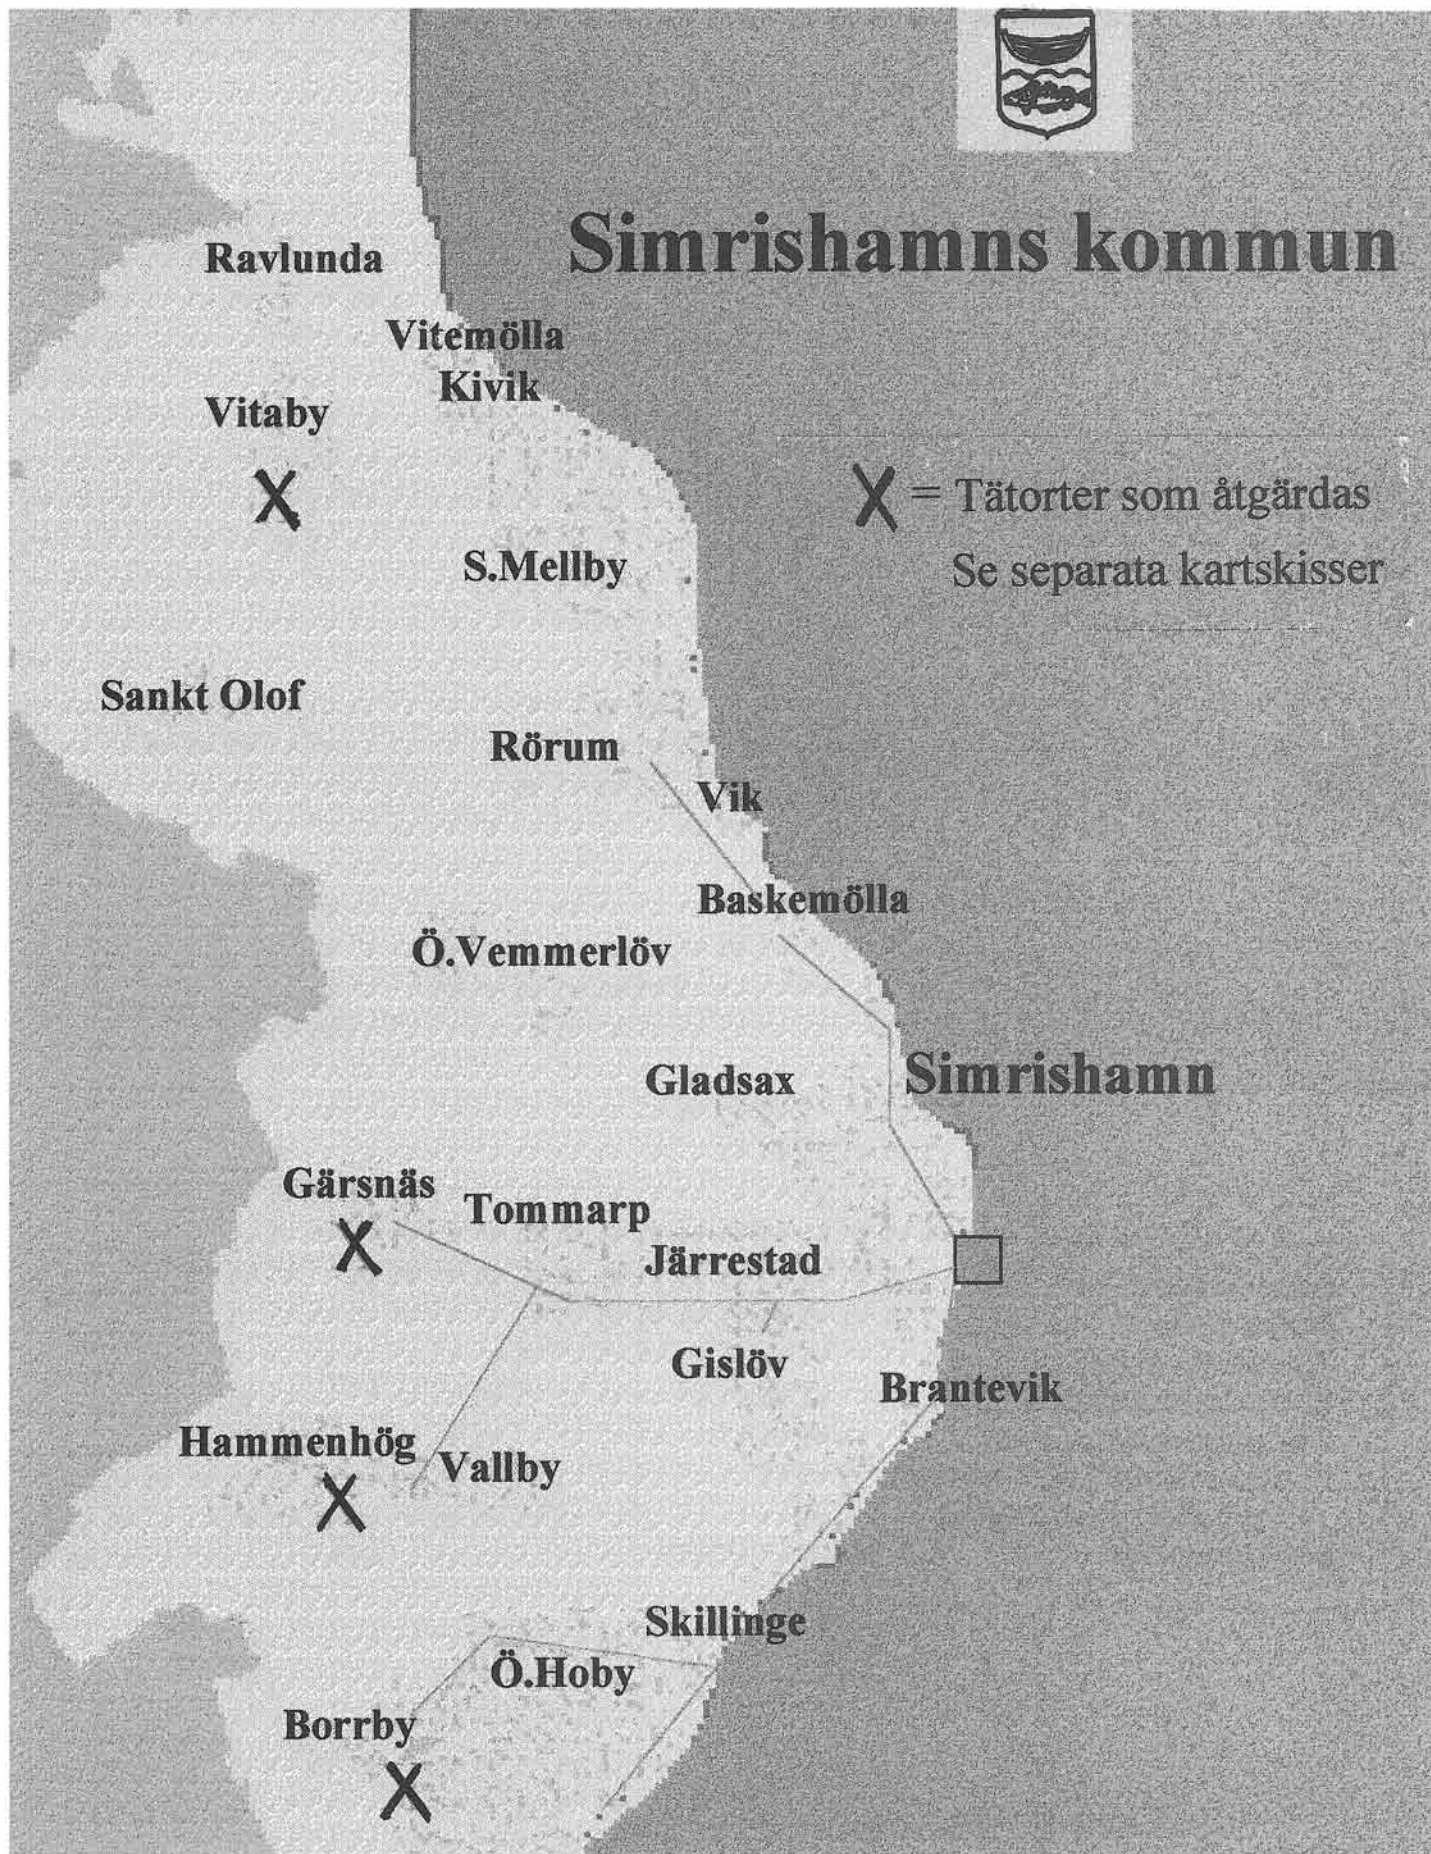 Simrishamns kommun
Ravlunda
Vitemölla
Kivik
Vitaby
X = Tätorter som åtgärdas
Se separata kartskisser
X
S.Mellby
Sankt Olof
Rörum
Vik
Baskemölla
Ö.Vemmerlöv
Gladsax
Simrishamn
Gärsnäs
Tommarp
X
Järrestad
Gislöv
Brantevik
Hammenhög
Vallby
X
Skillinge
Ö.Hoby
Borrby
X